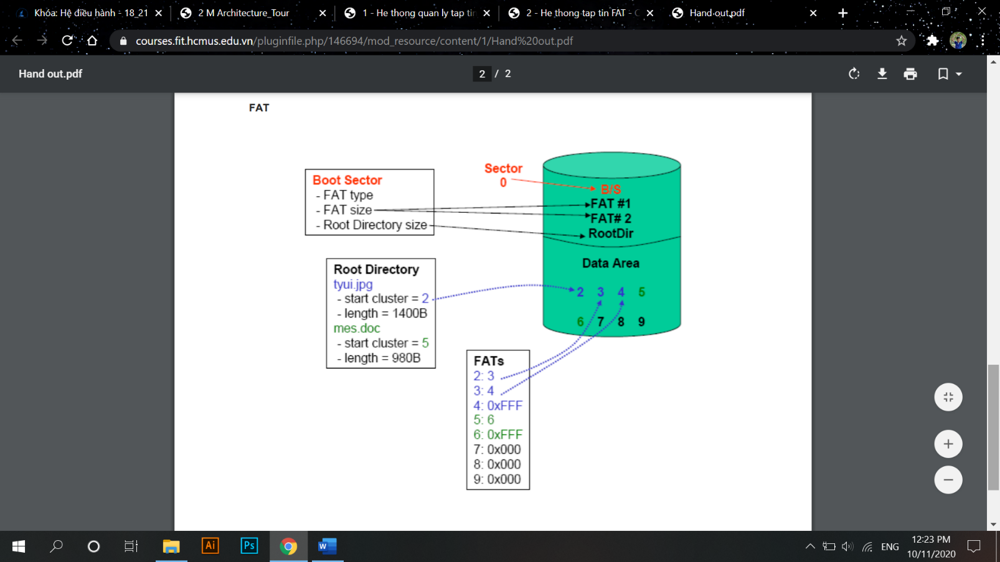 Khóa: Hệ điều hành - 18_21
2 M Architecture_Tour
1 - He thong quan ly tap tin
2 - He thong tap tin FAT - C
Hand out.pdf
courses.fit.hcmus.edu.vn/pluginfile.php/146694/mod_resource/content/1/Hand%20out.pdf
Hand out.pdf
2 / 2
FAT
Boot Sector
- FAT type
- FAT size
- Root Directory size
Sector
0
B/S
FAT #1
FAT# 2
RootDir
Data Area
2 3 4 5
6 7 8 9
Root Directory
tyui.jpg
- start cluster = 2
- length = 1400B
mes.doc
- start cluster = 5
- length = 980B
FATs
2: 3
3: 4
4: 0xFFF
5: 6
6: 0xFFF
7: 0x000
8: 0x000
9: 0x000
Ai
Ps
W
ENG
12:23 PM
10/11/2020